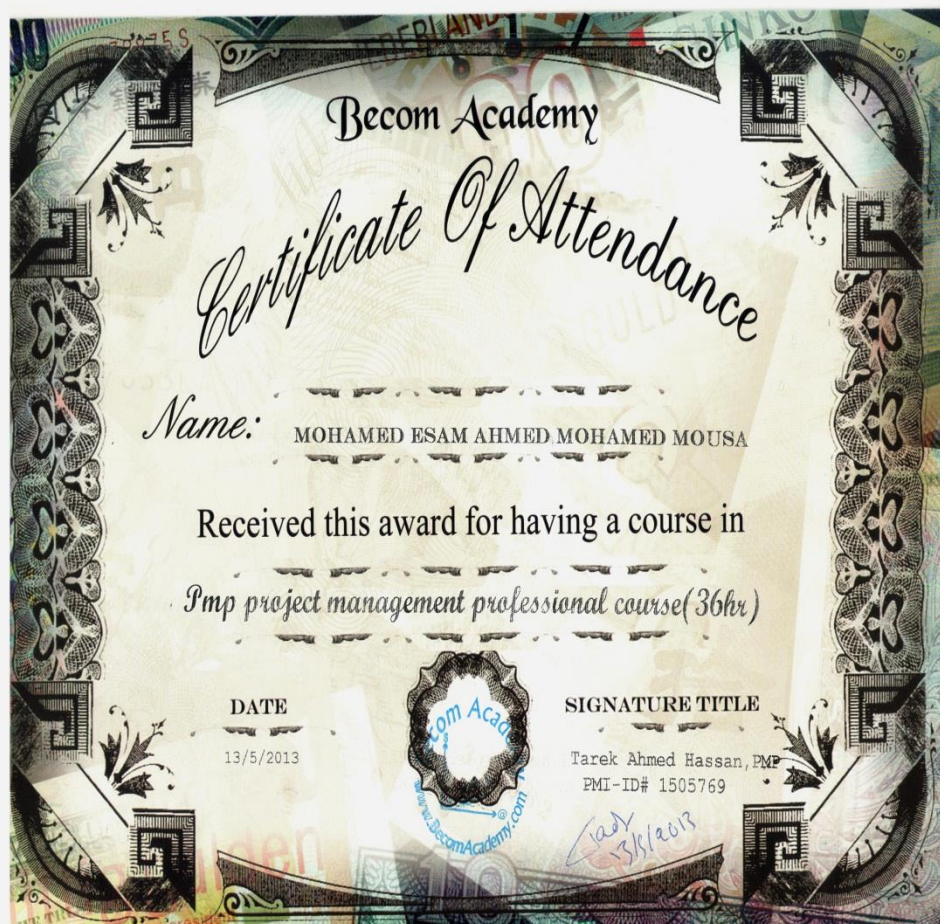 Becom Academy
Certificate Of Attendance
Name:
MOHAMED ESAM AHMED MOHAMED MOUSA
Received this award for having a course in
Pmp project management professional course(36hr)
DATE
13/5/2013
SIGNATURE TITLE
Tarek Ahmed Hassan, PMP
PMI-ID# 1505769
13/5/2013
om Acad
www.BecomAcademy.com